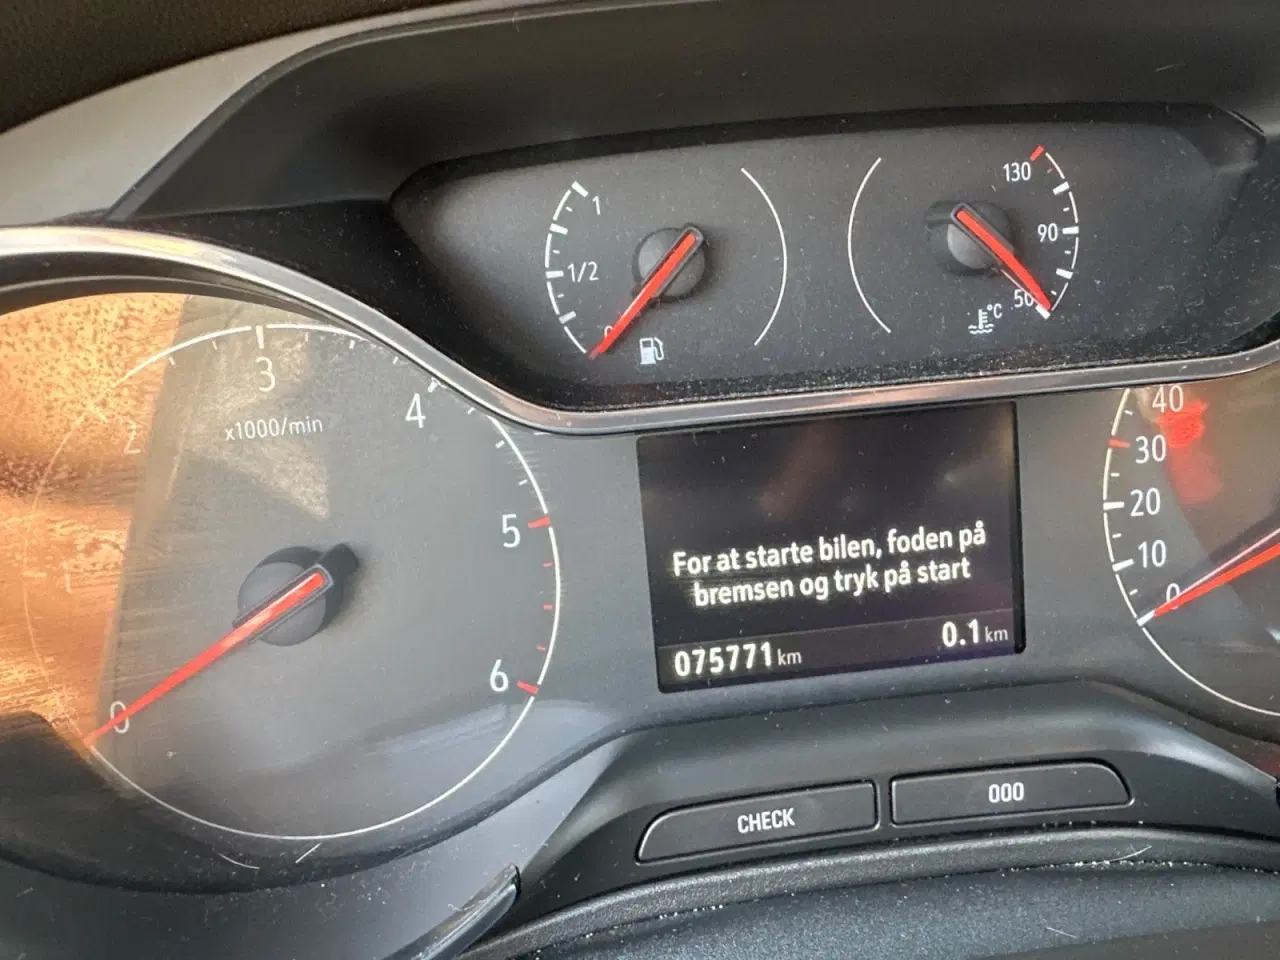 1
1/2
0
130
90
50
°C
2
3
4
5
6
0
x1000/min
40
30
20
10
0
For at starte bilen, foden på
bremsen og tryk på start
075771 km
0.1 km
CHECK
000